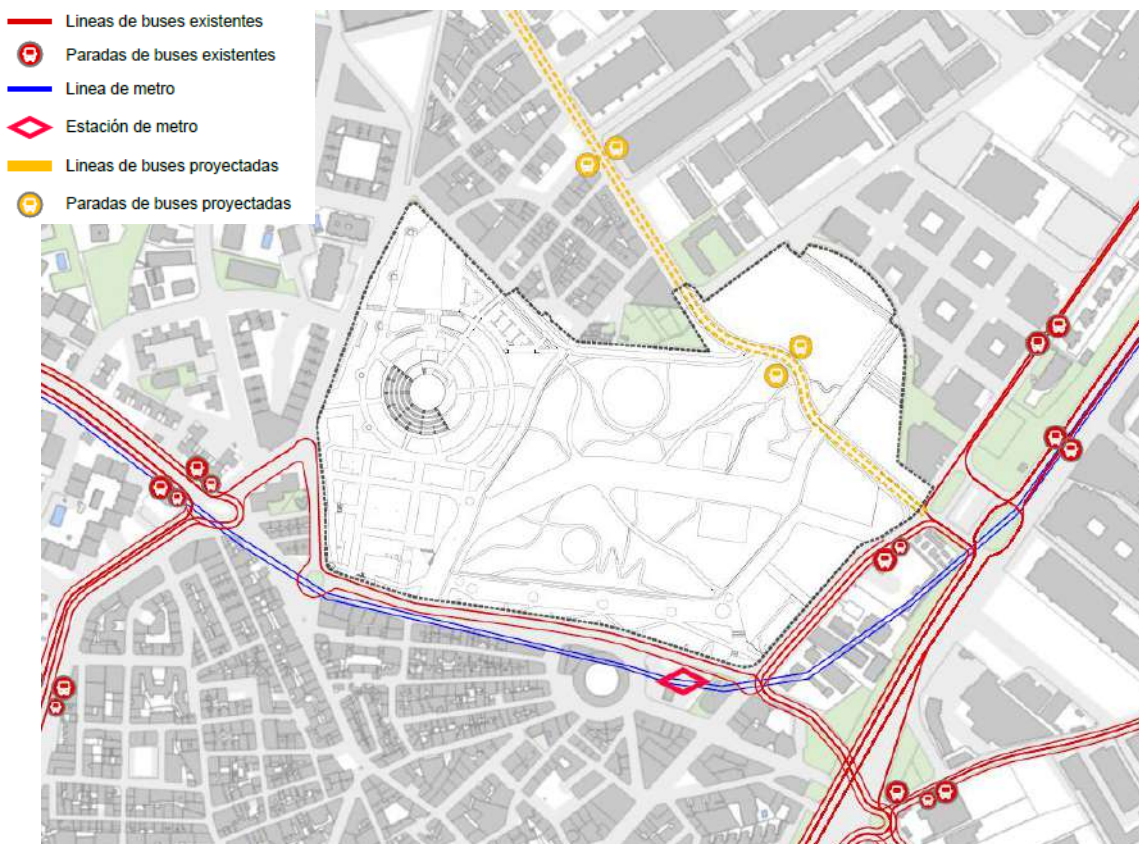 Lineas de buses existentes
Paradas de buses existentes
Linea de metro
Estación de metro
Lineas de buses proyectadas
Paradas de buses proyectadas